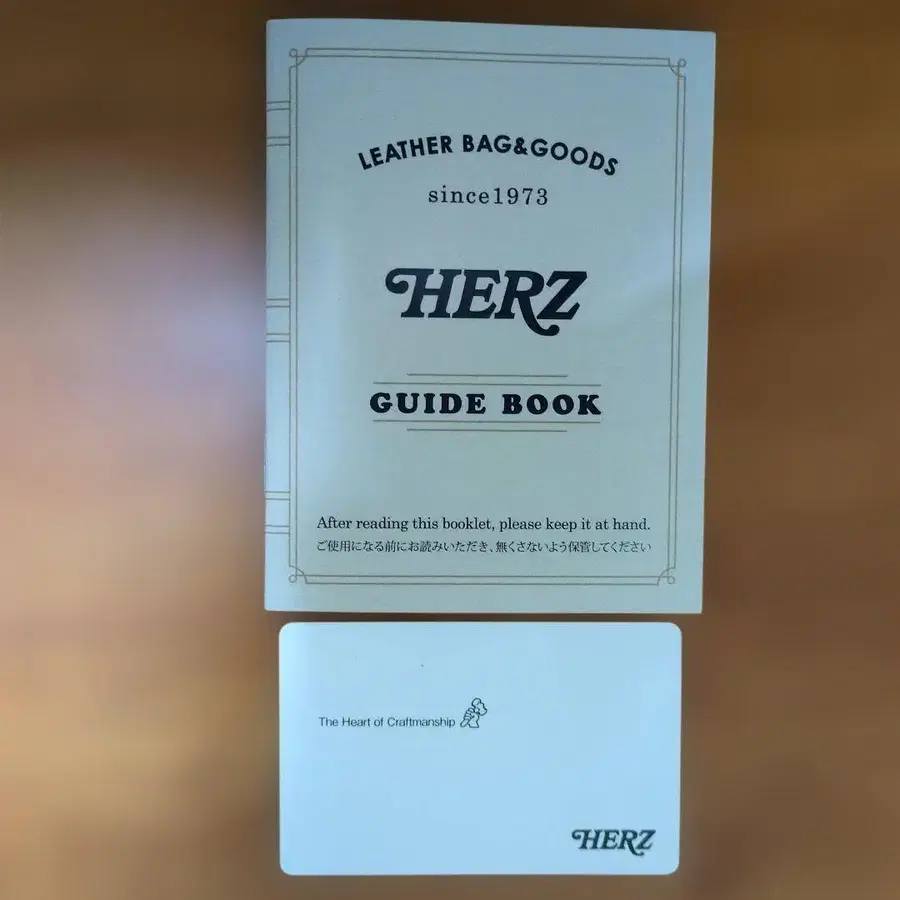 LEATHER BAG&GOODS
since1973
HERZ
GUIDE BOOK
After reading this booklet, please keep it at hand.
ご使用になる前にお読みいただき、無くさないよう保管してください
The Heart of Craftmanship
HERZ